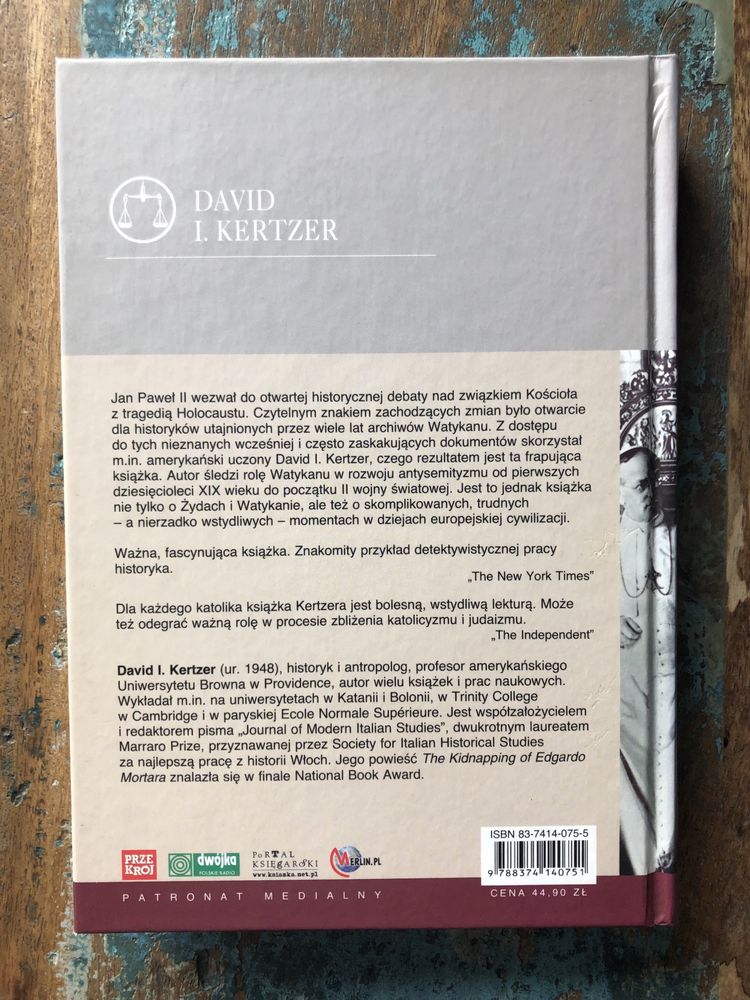 DAVID
I. KERTZER
Jan Paweł II wezwał do otwartej historycznej debaty nad związkiem Kościoła
z tragedią Holocaustu. Czytelnym znakiem zachodzących zmian było otwarcie
dla historyków utajnionych przez wiele lat archiwów Watykanu. Z dostępu
do tych nieznanych wcześniej i często zaskakujących dokumentów skorzystał
m.in. amerykański uczony David I. Kertzer, czego rezultatem jest ta frapująca
książka. Autor śledzi rolę Watykanu w rozwoju antysemityzmu od pierwszych
dziesięcioleci XIX wieku do początku II wojny światowej. Jest to jednak książka
nie tylko o Żydach i Watykanie, ale też o skomplikowanych, trudnych
– a nierzadko wstydliwych – momentach w dziejach europejskiej cywilizacji.
Ważna, fascynująca książka. Znakomity przykład detektywistycznej pracy
historyka.
„The New York Times”
Dla każdego katolika książka Kertzera jest bolesną, wstydliwą lekturą. Może
też odegrać ważną rolę w procesie zbliżenia katolicyzmu i judaizmu.
„The Independent”
David I. Kertzer (ur. 1948), historyk i antropolog, profesor amerykańskiego
Uniwersytetu Browna w Providence, autor wielu książek i prac naukowych.
Wykładał m.in. na uniwersytetach w Katanii i Bolonii, w Trinity College
w Cambridge i w paryskiej Ecole Normale Supérieure. Jest współzałożycielem
i redaktorem pisma „Journal of Modern Italian Studies”, dwukrotnym laureatem
Marraro Prize, przyznawanej przez Society for Italian Historical Studies
za najlepszą pracę z historii Włoch. Jego powieść The Kidnapping of Edgardo
Mortara znalazła się w finale National Book Award.
ISBN 83-7414-075-5
9 788374 140751
PRZE
KRÓJ
dwójka
POLSKIE RADIO
PoRTAL
KSIĘGARSKI
www.ksiazka.net.pl
MERLIN.PL
PATRONAT MEDIALNY
CENA 44,90 ZŁ